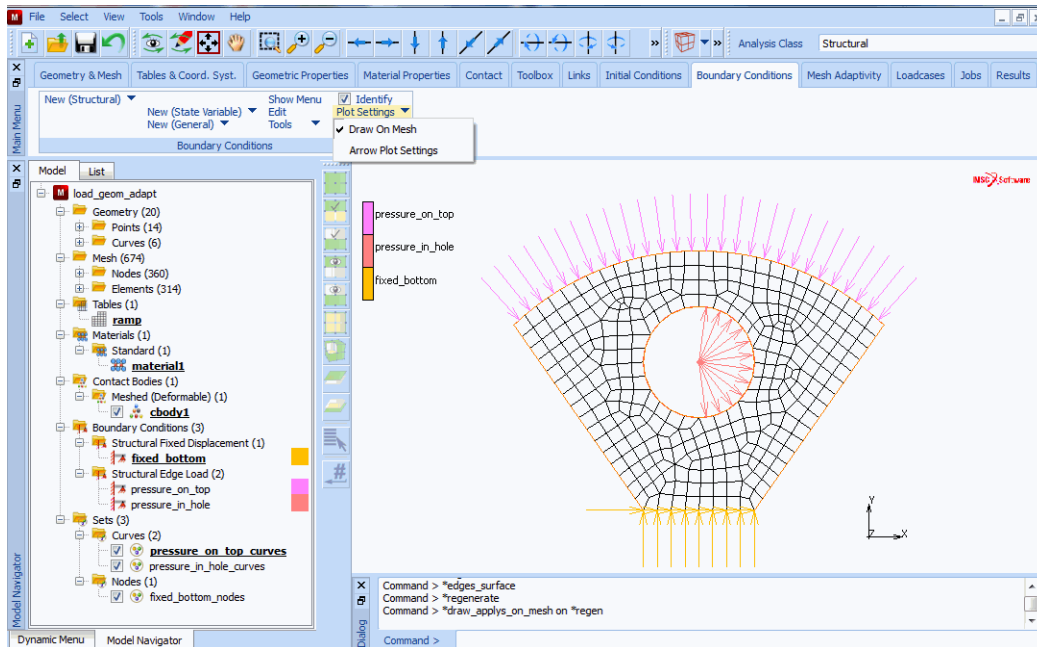 M File Select View Tools Window Help
Analysis Class Structural
Geometry & Mesh Tables & Coord. Syst. Geometric Properties Material Properties Contact Toolbox Links Initial Conditions Boundary Conditions Mesh Adaptivity Loadcases Jobs Results
Main Menu
New (Structural) Show Menu Identify
New (State Variable) Edit Plot Settings
New (General) Tools
Draw On Mesh
Boundary Conditions
Arrow Plot Settings
Model List
M load_geom_adapt
Geometry (20)
Points (14)
Curves (6)
Mesh (674)
Nodes (360)
Elements (314)
Tables (1)
ramp
Materials (1)
Standard (1)
material1
Contact Bodies (1)
Meshed (Deformable) (1)
cbody1
Boundary Conditions (3)
Structural Fixed Displacement (1)
fixed_bottom
Structural Edge Load (2)
pressure_on_top
pressure_in_hole
Sets (3)
Curves (2)
pressure_on_top_curves
pressure_in_hole_curves
Nodes (1)
fixed_bottom_nodes
Model Navigator
Dynamic Menu Model Navigator
pressure_on_top
pressure_in_hole
fixed_bottom
MSC Software
Y
Z X
Dialog
Command > *edges_surface
Command > *regenerate
Command > *draw_applys_on_mesh on *regen
Command >